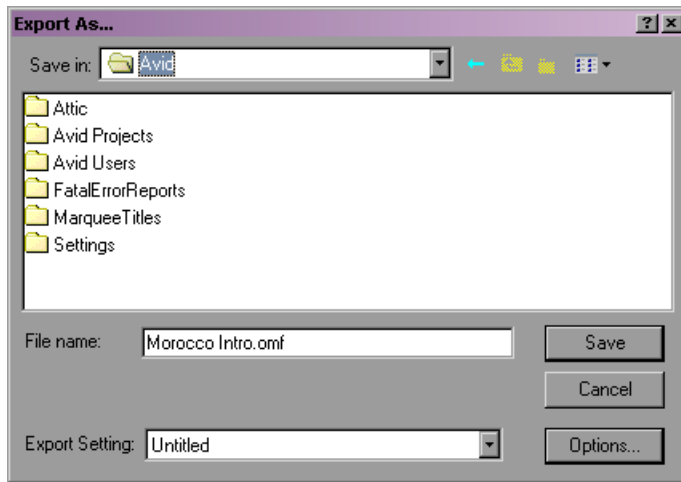 Export As...
Save in: Avid
Attic
Avid Projects
Avid Users
FatalErrorReports
MarqueeTitles
Settings
File name: Morocco Intro.omf
Save
Cancel
Export Setting: Untitled
Options...